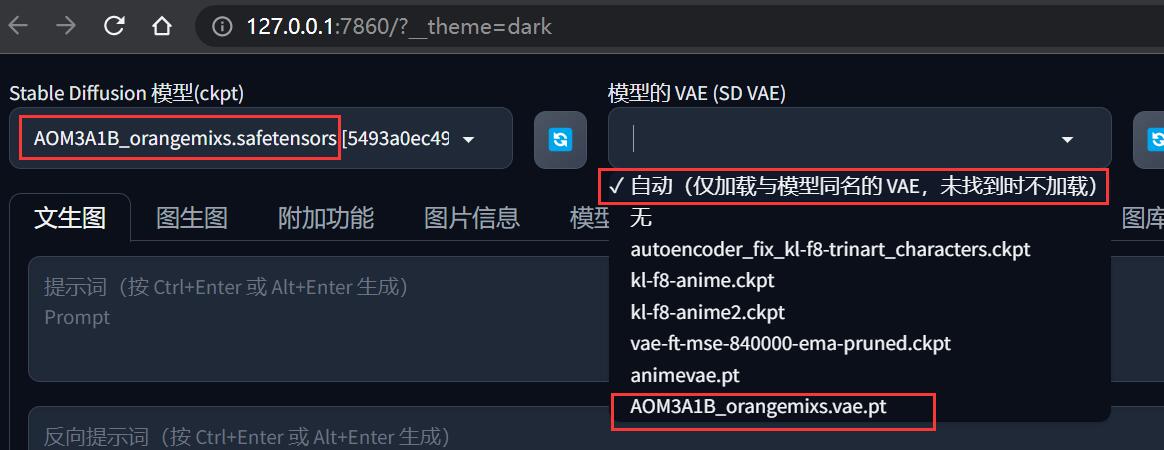 127.0.0.1:7860/?__theme=dark
Stable Diffusion 模型(ckpt)
模型的 VAE (SD VAE)
AOM3A1B_orangemixs.safetensors [5493a0ec49
✓ 自动（仅加载与模型同名的 VAE，未找到时不加载）
文生图 图生图 附加功能 图片信息 模型 图库
无
autoencoder_fix_kl-f8-trinart_characters.ckpt
kl-f8-anime.ckpt
kl-f8-anime2.ckpt
vae-ft-mse-840000-ema-pruned.ckpt
animevae.pt
AOM3A1B_orangemixs.vae.pt
提示词（按 Ctrl+Enter 或 Alt+Enter 生成）
Prompt
反向提示词（按 Ctrl+Enter 或 Alt+Enter 生成）